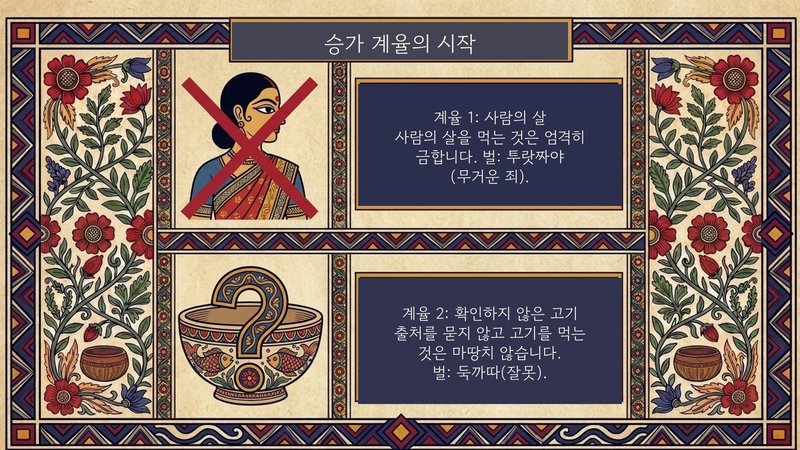 승가 계율의 시작
계율 1: 사람의 살
사람의 살을 먹는 것은 엄격히
금합니다. 벌: 투랏짜야
(무거운 죄).
계율 2: 확인하지 않은 고기
출처를 묻지 않고 고기를 먹는
것은 마땅치 않습니다.
벌: 둑까따(잘못).